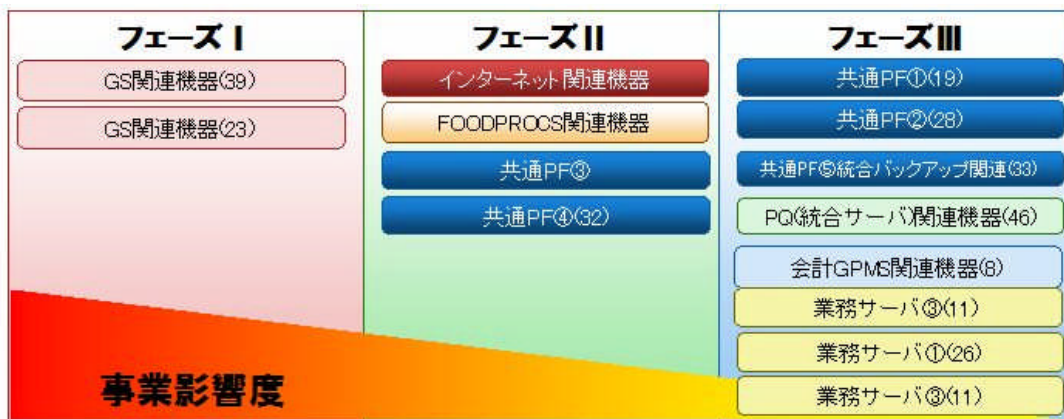 フェーズⅠ
GS関連機器(39)
GS関連機器(23)
フェーズⅡ
インターネット関連機器
FOODPROCS関連機器
共通PF③
共通PF④(32)
フェーズⅢ
共通PF①(19)
共通PF②(28)
共通PF⑤統合バックアップ関連(33)
PQ(統合サーバ)関連機器(46)
会計GPMS関連機器(8)
業務サーバ③(11)
業務サーバ①(26)
業務サーバ③(11)
事業影響度